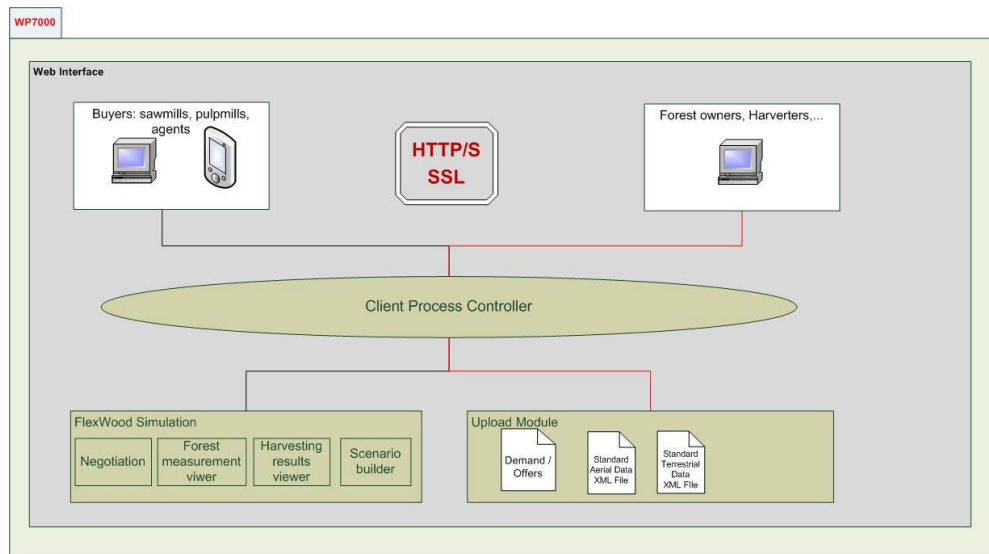 WP7000
Web Interface
Buyers: sawmills, pulpmills,
agents
HTTP/S
SSL
Forest owners, Harverters,...
Client Process Controller
FlexWood Simulation
Negotiation
Forest
measurement
viwer
Harvesting
results
viewer
Scenario
builder
Upload Module
Demand /
Offers
Standard
Aerial Data
XML File
Standard
Terrestrial
Data
XML File